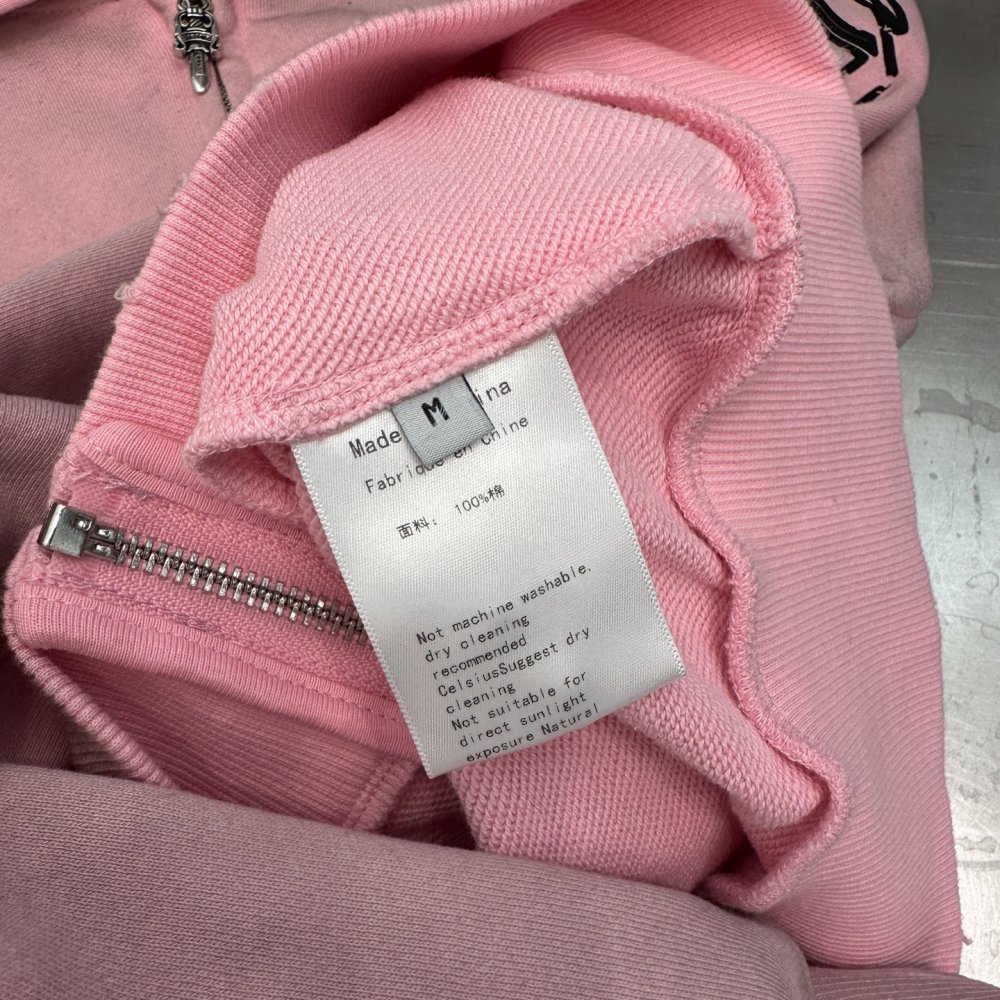 M
Made ina
Fabrique en Chine
面料： 100%棉
Not machine washable.
dry cleaning
recommended
CelsiusSuggest dry
cleaning
Not suitable for
direct sunlight
exposure Natural